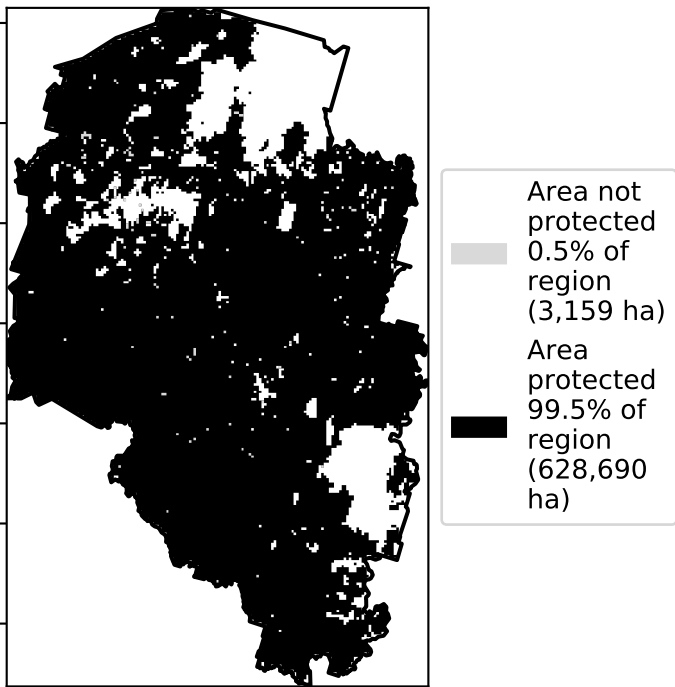 Area not
protected
0.5% of
region
(3,159 ha)
Area
protected
99.5% of
region
(628,690
ha)